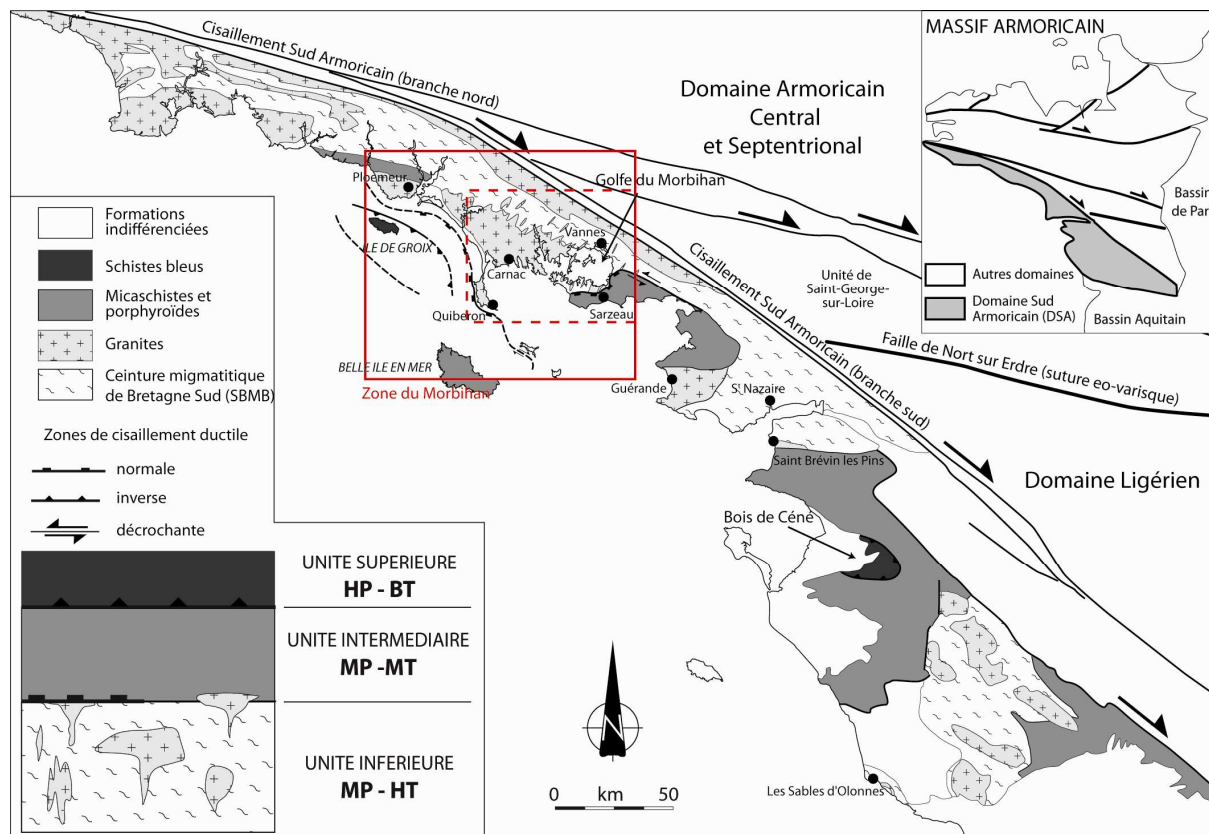 MASSIF ARMORICAIN
Bassin
de Par
Autres domaines
Domaine Sud
Armoricain (DSA)
Bassin Aquitain
Cisaillement Sud Armoricain (branche nord)
Domaine Armoricain
Central
et Septentrional
Golfe du Morbihan
Ploemeur
Vannes
ILE DE GROIX
Carnac
Quiberon
Sarzeau
BELLE ILE EN MER
Zone du Morbihan
Cisaillement Sud Armoricain (branche sud)
Unité de
Saint-George-
sur-Loire
Faille de Nort sur Erdre (suture eo-varisque)
Guérande
St Nazaire
Saint Brévin les Pins
Domaine Ligérien
Bois de Céné
Les Sables d'Olonnes
Formations
indifférenciées
Schistes bleus
Micaschistes et
porphyroïdes
Granites
Ceinture migmatitique
de Bretagne Sud (SBMB)
Zones de cisaillement ductile
normale
inverse
décrochante
UNITE SUPERIEURE
HP - BT
UNITE INTERMEDIAIRE
MP -MT
UNITE INFERIEURE
MP - HT
N
0 km 50